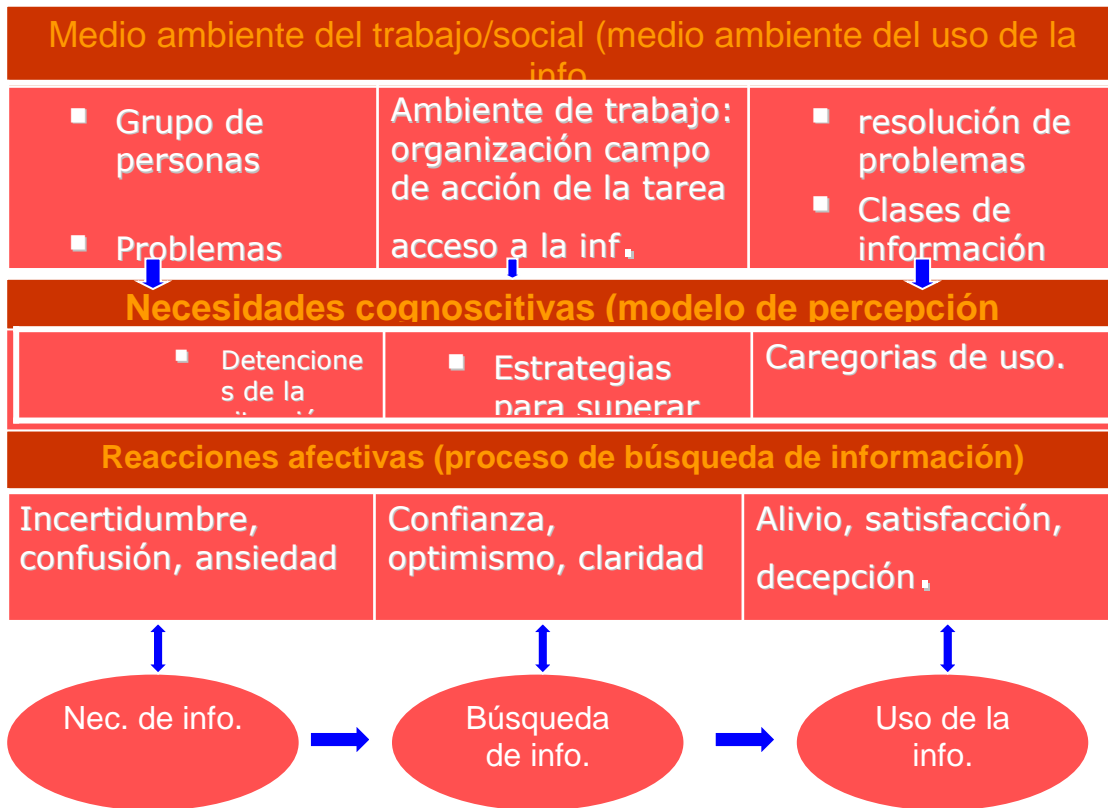 Medio ambiente del trabajo/social (medio ambiente del uso de la
info
Grupo de
personas
Problemas
Ambiente de trabajo:
organización campo
de acción de la tarea
acceso a la inf.
resolución de
problemas
Clases de
información
Necesidades cognoscitivas (modelo de percepción
Detencione
s de la
Estrategias
para superar
Caregorias de uso.
Reacciones afectivas (proceso de búsqueda de información)
Incertidumbre,
confusión, ansiedad
Confianza,
optimismo, claridad
Alivio, satisfacción,
decepción.
Nec. de info.
Búsqueda
de info.
Uso de la
info.